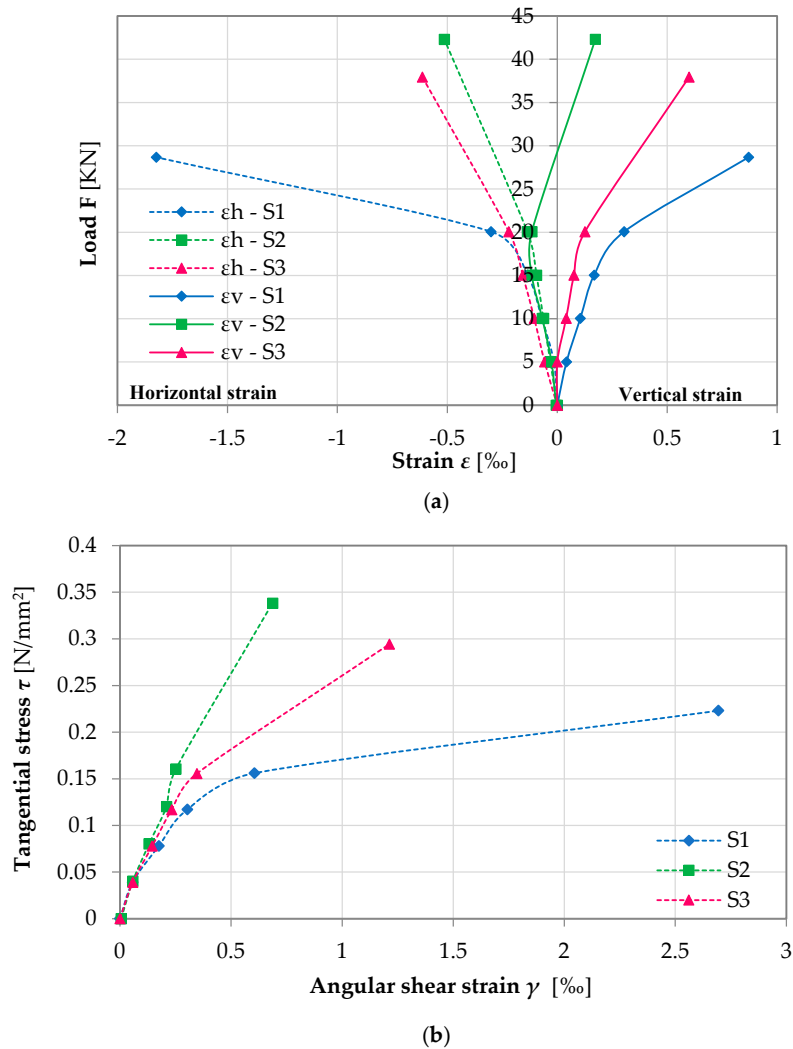 45
40
35
30
25
20
15
10
5
0
Load F [KN]
εh - S1
εh - S2
εh - S3
εv - S1
εv - S2
εv - S3
Horizontal strain
Vertical strain
-2 -1.5 -1 -0.5 0 0.5 1
Strain ε [‰]
(a)
0.4
0.35
0.3
0.25
0.2
0.15
0.1
0.05
0
Tangential stress τ [N/mm²]
S1
S2
S3
0 0.5 1 1.5 2 2.5 3
Angular shear strain γ [‰]
(b)